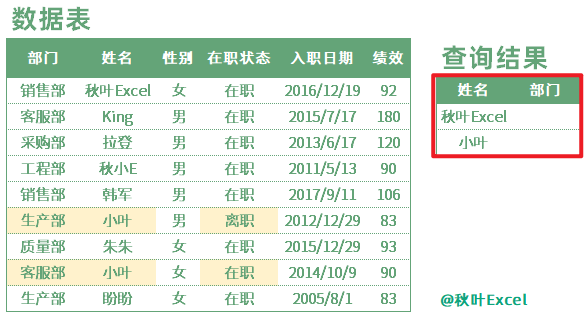 数据表
部门 姓名 性别 在职状态 入职日期 绩效
销售部 秋叶Excel 女 在职 2016/12/19 92
客服部 King 男 在职 2015/7/17 180
采购部 拉登 男 在职 2013/6/17 120
工程部 秋小E 男 在职 2011/5/13 90
销售部 韩军 男 在职 2017/9/11 106
生产部 小叶 男 离职 2012/12/29 83
质量部 朱朱 女 在职 2015/12/29 93
客服部 小叶 女 在职 2014/10/9 90
生产部 盼盼 女 在职 2005/8/1 83
查询结果
姓名 部门
秋叶Excel
小叶
@秋叶Excel